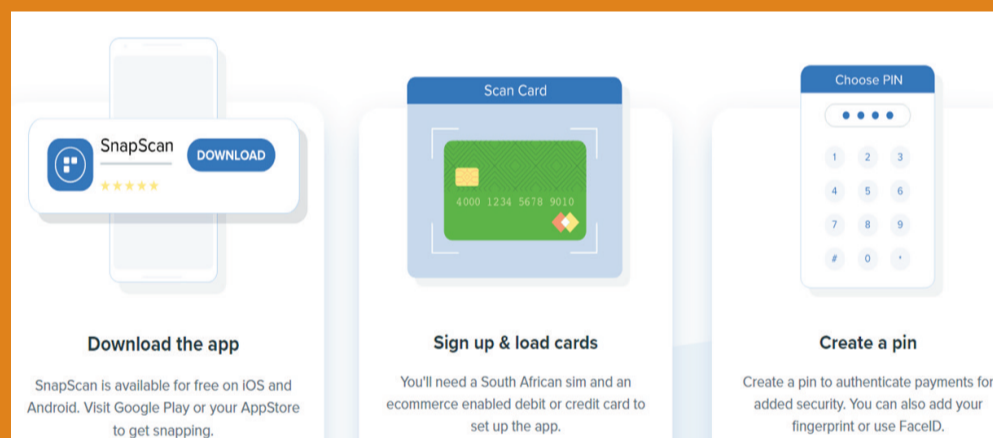 SnapScan
DOWNLOAD
Download the app
SnapScan is available for free on iOS and
Android. Visit Google Play or your AppStore
to get snapping.
Scan Card
4000 1234 5678 9010
Sign up & load cards
You'll need a South African sim and an
ecommerce enabled debit or credit card to
set up the app.
Choose PIN
1 2 3
4 5 6
7 8 9
# 0 *
Create a pin
Create a pin to authenticate payments for
added security. You can also add your
fingerprint or use FaceID.